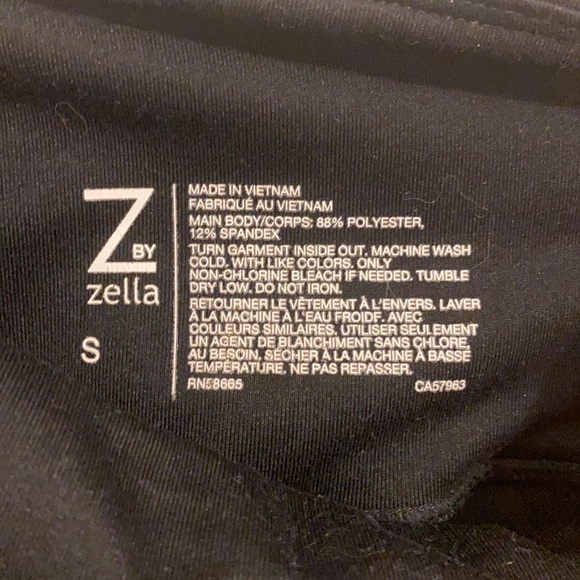 Z BY
zella
S
MADE IN VIETNAM
FABRIQUÉ AU VIETNAM
MAIN BODY/CORPS: 88% POLYESTER,
12% SPANDEX
TURN GARMENT INSIDE OUT. MACHINE WASH
COLD. WITH LIKE COLORS. ONLY
NON-CHLORINE BLEACH IF NEEDED. TUMBLE
DRY LOW. DO NOT IRON.
RETOURNER LE VÊTEMENT À L'ENVERS. LAVER
À LA MACHINE À L'EAU FROIDE. AVEC
COULEURS SIMILAIRES. UTILISER SEULEMENT
UN AGENT DE BLANCHIMENT SANS CHLORE,
AU BESOIN. SÉCHER À LA MACHINE À BASSE
TEMPÉRATURE. NE PAS REPASSER.
RN58665
CA57963